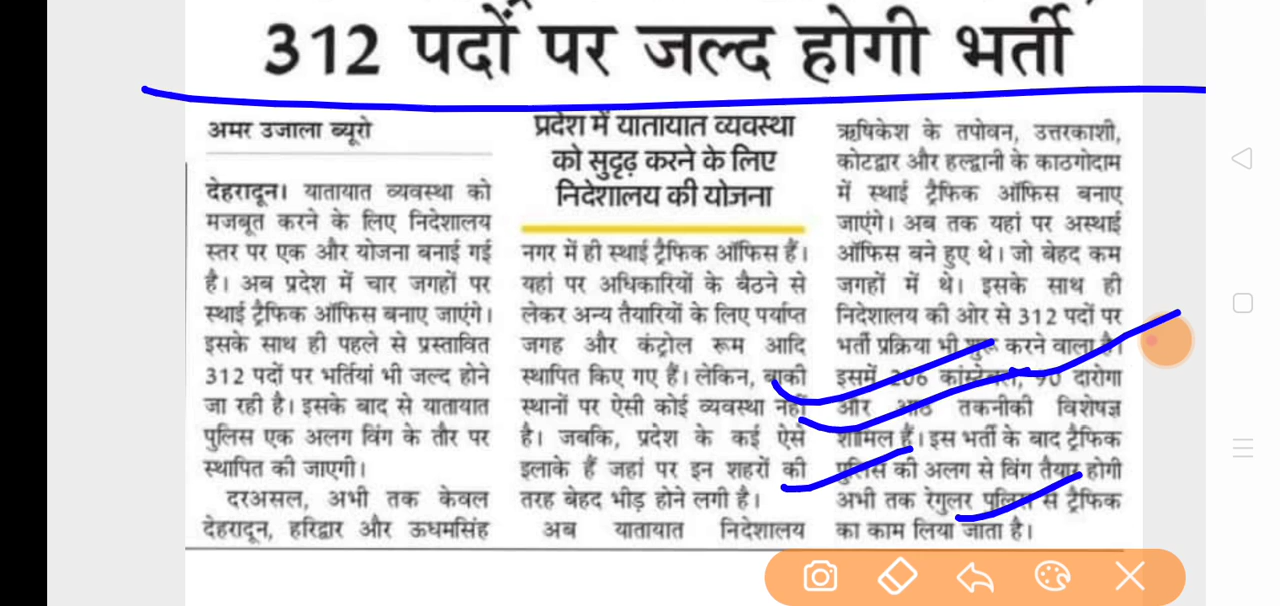 312 पदों पर जल्द होगी भर्ती
अमर उजाला ब्यूरो
देहरादून। यातायात व्यवस्था को
मजबूत करने के लिए निदेशालय
स्तर पर एक और योजना बनाई गई
है। अब प्रदेश में चार जगहों पर
स्थाई ट्रैफिक ऑफिस बनाए जाएंगे।
इसके साथ ही पहले से प्रस्तावित
312 पदों पर भर्तियां भी जल्द होने
जा रही है। इसके बाद से यातायात
पुलिस एक अलग विंग के तौर पर
स्थापित की जाएगी।
दरअसल, अभी तक केवल
देहरादून, हरिद्वार और ऊधमसिंह
प्रदेश में यातायात व्यवस्था
को सुदृढ़ करने के लिए
निदेशालय की योजना
नगर में ही स्थाई ट्रैफिक ऑफिस हैं।
यहां पर अधिकारियों के बैठने से
लेकर अन्य तैयारियों के लिए पर्याप्त
जगह और कंट्रोल रूम आदि
स्थापित किए गए हैं। लेकिन, बाकी
स्थानों पर ऐसी कोई व्यवस्था नहीं
है। जबकि, प्रदेश के कई ऐसे
इलाके हैं जहां पर इन शहरों की
तरह बेहद भीड़ होने लगी है।
अब यातायात निदेशालय
ऋषिकेश के तपोवन, उत्तरकाशी,
कोटद्वार और हल्द्वानी के काठगोदाम
में स्थाई ट्रैफिक ऑफिस बनाए
जाएंगे। अब तक यहां पर अस्थाई
ऑफिस बने हुए थे। जो बेहद कम
जगहों में थे। इसके साथ ही
निदेशालय की ओर से 312 पदों पर
भर्ती प्रक्रिया भी शुरू करने वाला है।
इसमें कांस्टेबल, 90 दारोगा
और आठ तकनीकी विशेषज्ञ
शामिल हैं। इस भर्ती के बाद ट्रैफिक
पुलिस की अलग से विंग तैयार होगी
अभी तक रेगुलर पुलिस से ट्रैफिक
का काम लिया जाता है।